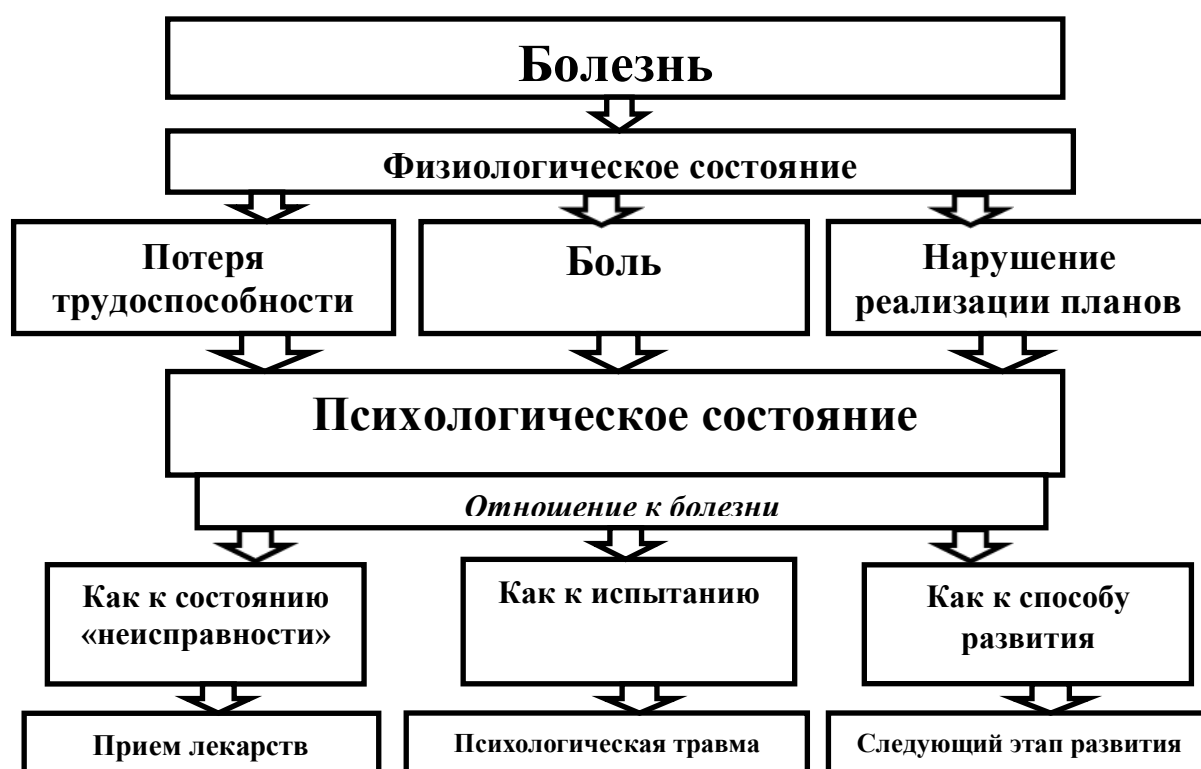 Болезнь
Физиологическое состояние
Потеря
трудоспособности
Боль
Нарушение
реализации планов
Психологическое состояние
Отношение к болезни
Как к состоянию
«неисправности»
Как к испытанию
Как к способу
развития
Прием лекарств
Психологическая травма
Следующий этап развития